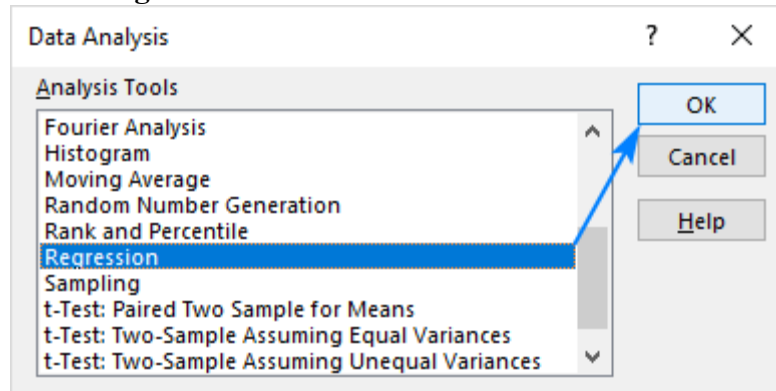 Data Analysis ? ×
Analysis Tools
OK
Cancel
Help
Fourier Analysis
Histogram
Moving Average
Random Number Generation
Rank and Percentile
Regression
Sampling
t-Test: Paired Two Sample for Means
t-Test: Two-Sample Assuming Equal Variances
t-Test: Two-Sample Assuming Unequal Variances